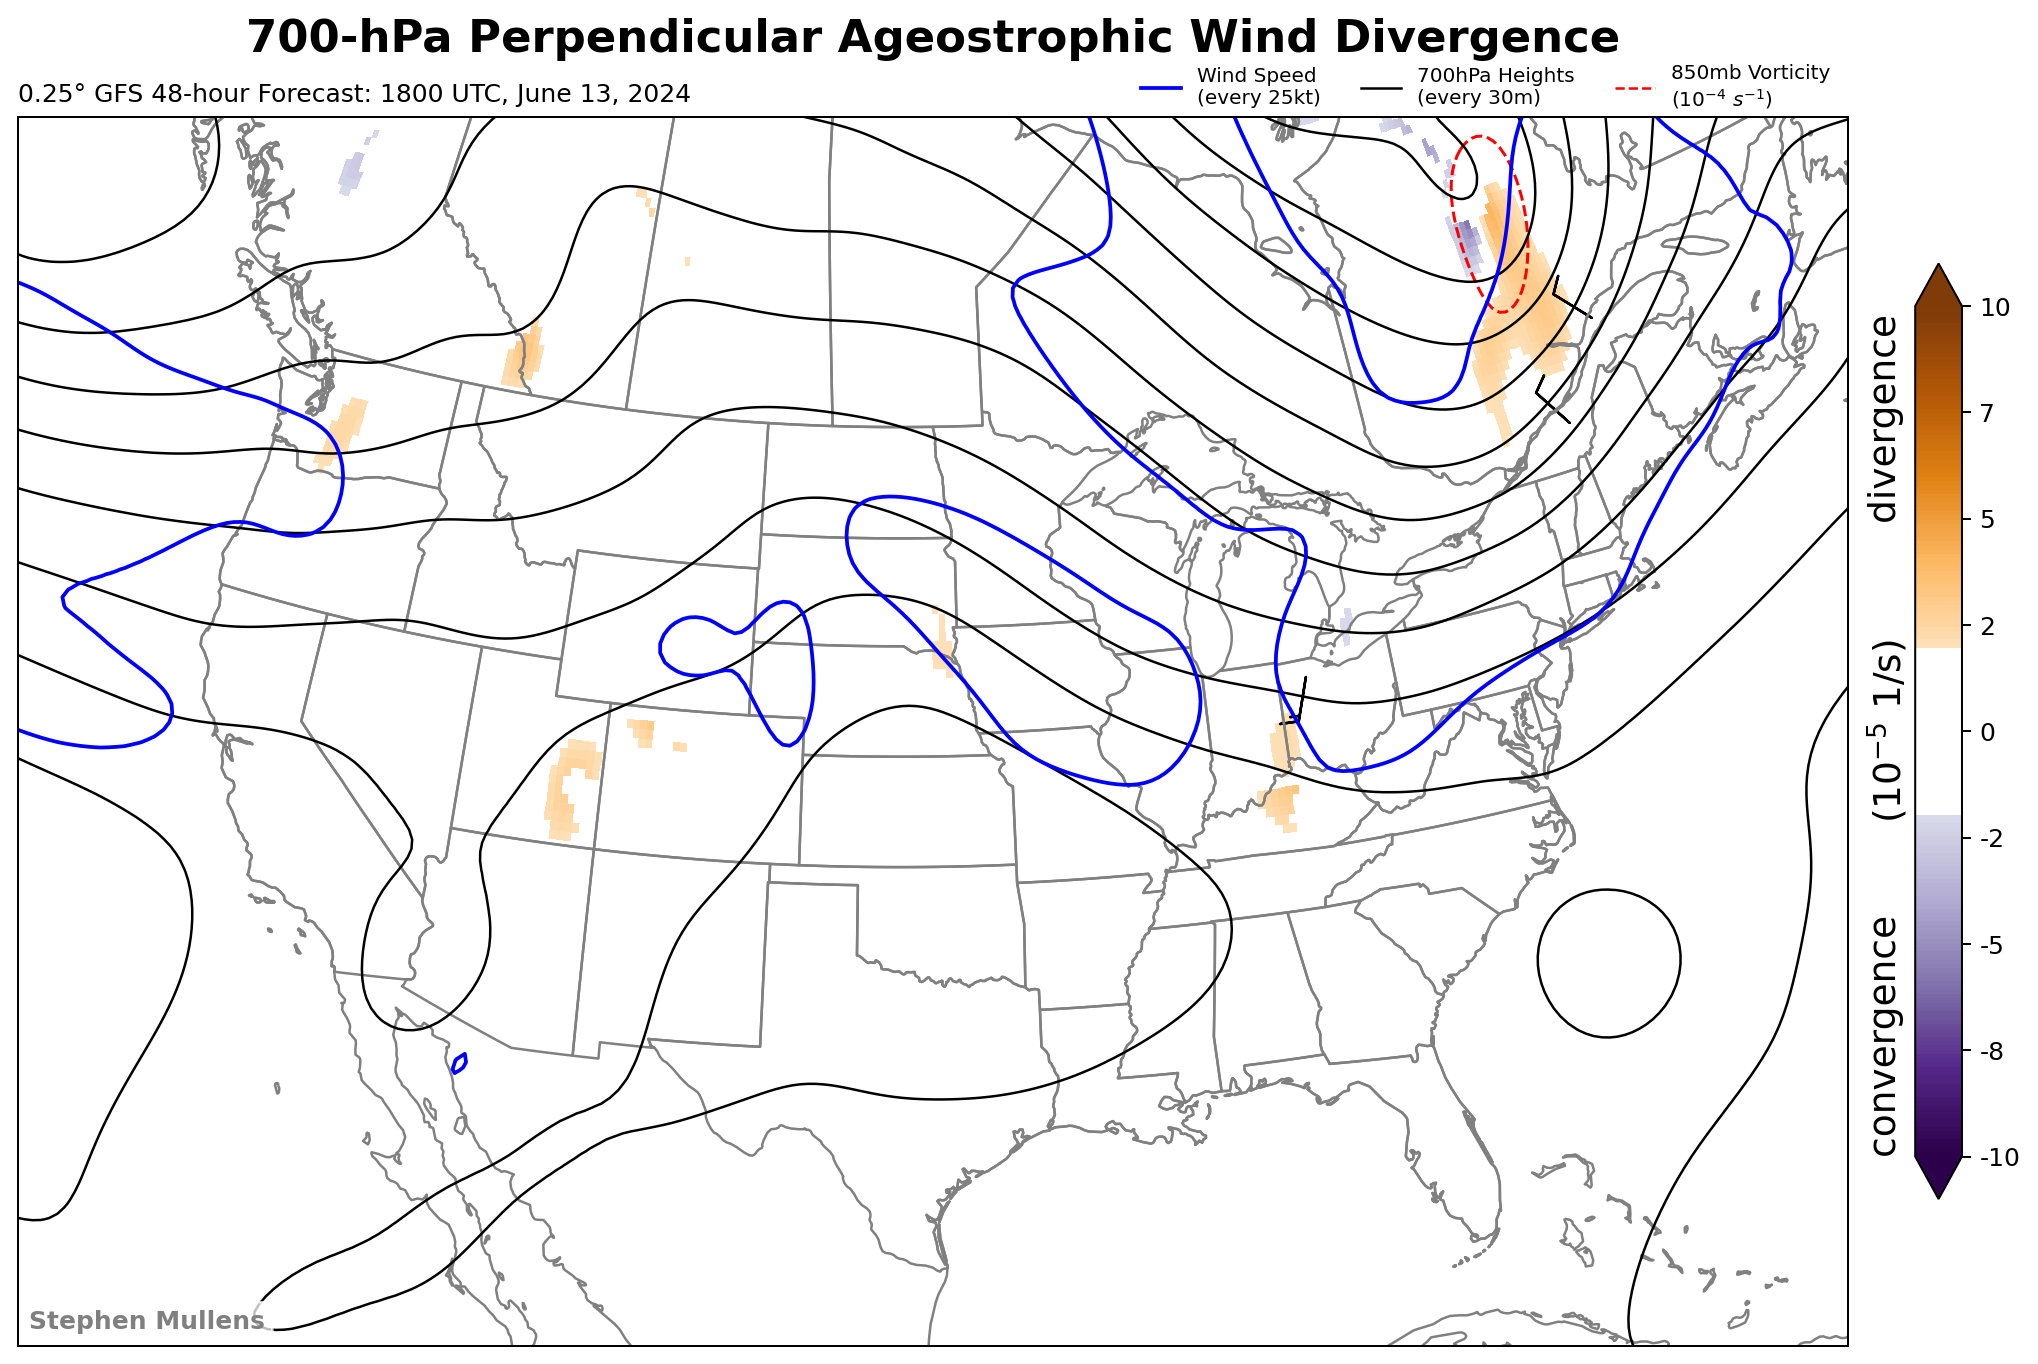 700-hPa Perpendicular Ageostrophic Wind Divergence
0.25° GFS 48-hour Forecast: 1800 UTC, June 13, 2024
Wind Speed
(every 25kt)
700hPa Heights
(every 30m)
850mb Vorticity
(10⁻⁴ s⁻¹)
10
7
5
2
0
-2
-5
-8
-10
convergence (10⁻⁵ 1/s) divergence
Stephen Mullens